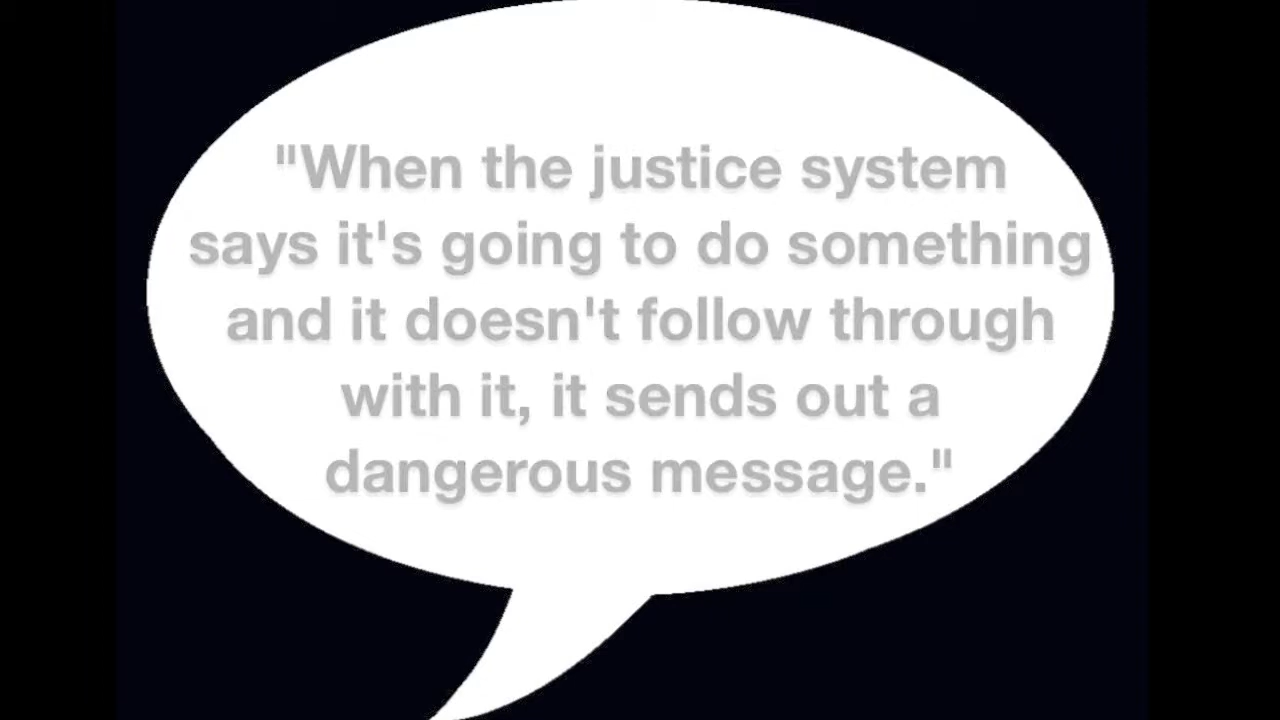 "When the justice system
says it's going to do something
and it doesn't follow through
with it, it sends out a
dangerous message."